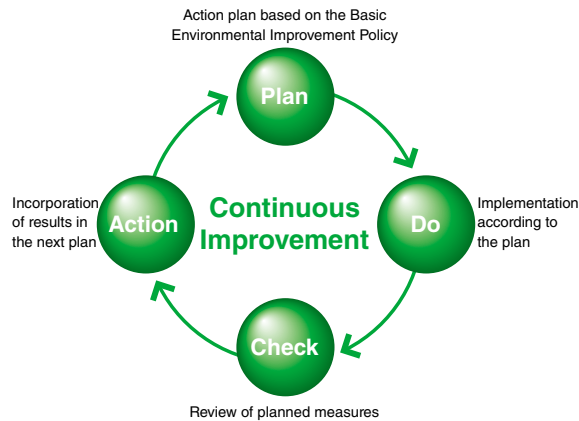 Action plan based on the Basic
Environmental Improvement Policy
Plan
Incorporation
of results in
the next plan
Action
Continuous
Improvement
Do
Implementation
according to
the plan
Check
Review of planned measures